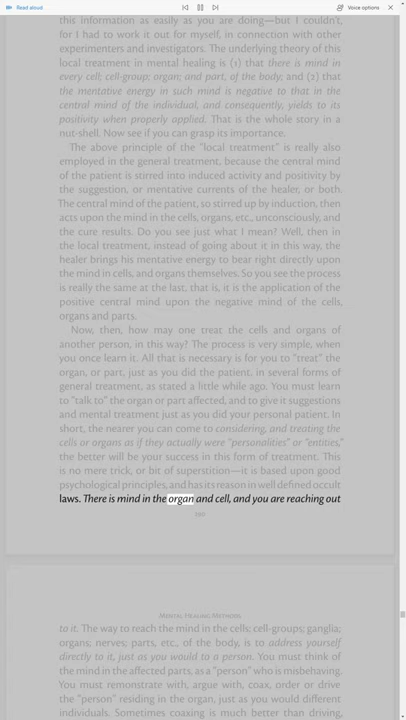 Read aloud
Voice options
this information as easily as you are doing—but I couldn't,
for I had to work it out for myself, in connection with other
experimenters and investigators. The underlying theory of this
local treatment in mental healing is (1) that there is mind in
every cell; cell-group; organ; and part, of the body, and (2) that
the mentative energy in such mind is negative to that in the
central mind of the individual, and consequently, yields to its
positivity when properly applied. That is the whole story in a
nut-shell. Now see if you can grasp its importance.
The above principle of the "local treatment" is really also
employed in the general treatment, because the central mind
of the patient is stirred into induced activity and positivity by
the suggestion, or mentative currents of the healer, or both.
The central mind of the patient, so stirred up by induction, then
acts upon the mind in the cells, organs, etc., unconsciously, and
the cure results. Do you see just what I mean? Well, then in
the local treatment, instead of going about it in this way, the
healer brings his mentative energy to bear right directly upon
the mind in cells, and organs themselves. So you see the process
is really the same at the last, that is, it is the application of the
positive central mind upon the negative mind of the cells,
organs and parts.
Now, then, how may one treat the cells and organs of
another person, in this way? The process is very simple, when
you once learn it. All that is necessary is for you to "treat" the
organ, or part, just as you did the patient, in several forms of
general treatment, as stated a little while ago. You must learn
to "talk to" the organ or part affected, and to give it suggestions
and mental treatment just as you did your personal patient. In
short, the nearer you can come to considering, and treating the
cells or organs as if they actually were "personalities" or "entities,"
the better will be your success in this form of treatment. This
is no mere trick, or bit of superstition—it is based upon good
psychological principles, and has its reason in well defined occult
laws. There is mind in the organ and cell, and you are reaching out
Mental Healing Methods
to it. The way to reach the mind in the cells; cell-groups; ganglia;
organs; nerves; parts, etc., of the body, is to address yourself
directly to it, just as you would to a person. You must think of
the mind in the affected parts, as a "person" who is misbehaving.
You must remonstrate with, argue with, coax, order or drive
the "person" residing in the organ, just as you would different
individuals. Sometimes coaxing is much better than driving,